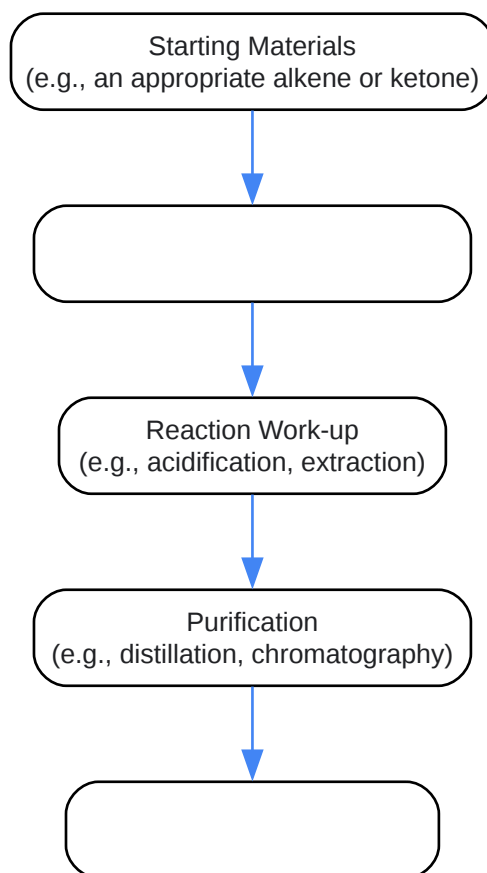 Starting Materials
(e.g., an appropriate alkene or ketone)
Reaction Work-up
(e.g., acidification, extraction)
Purification
(e.g., distillation, chromatography)